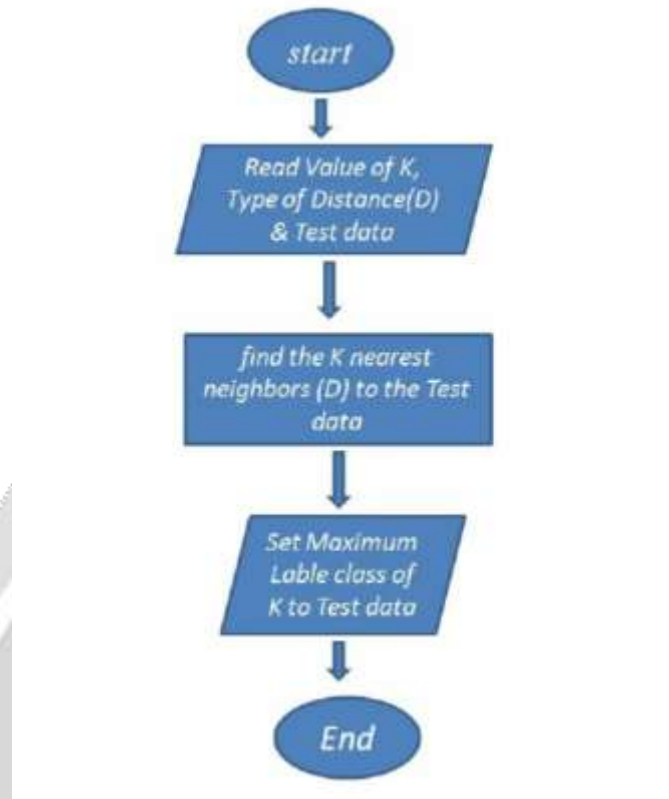 start
Read Value of K,
Type of Distance(D)
& Test data
find the K nearest
neighbors (D) to the Test
data
Set Maximum
Lable class of
K to Test data
End